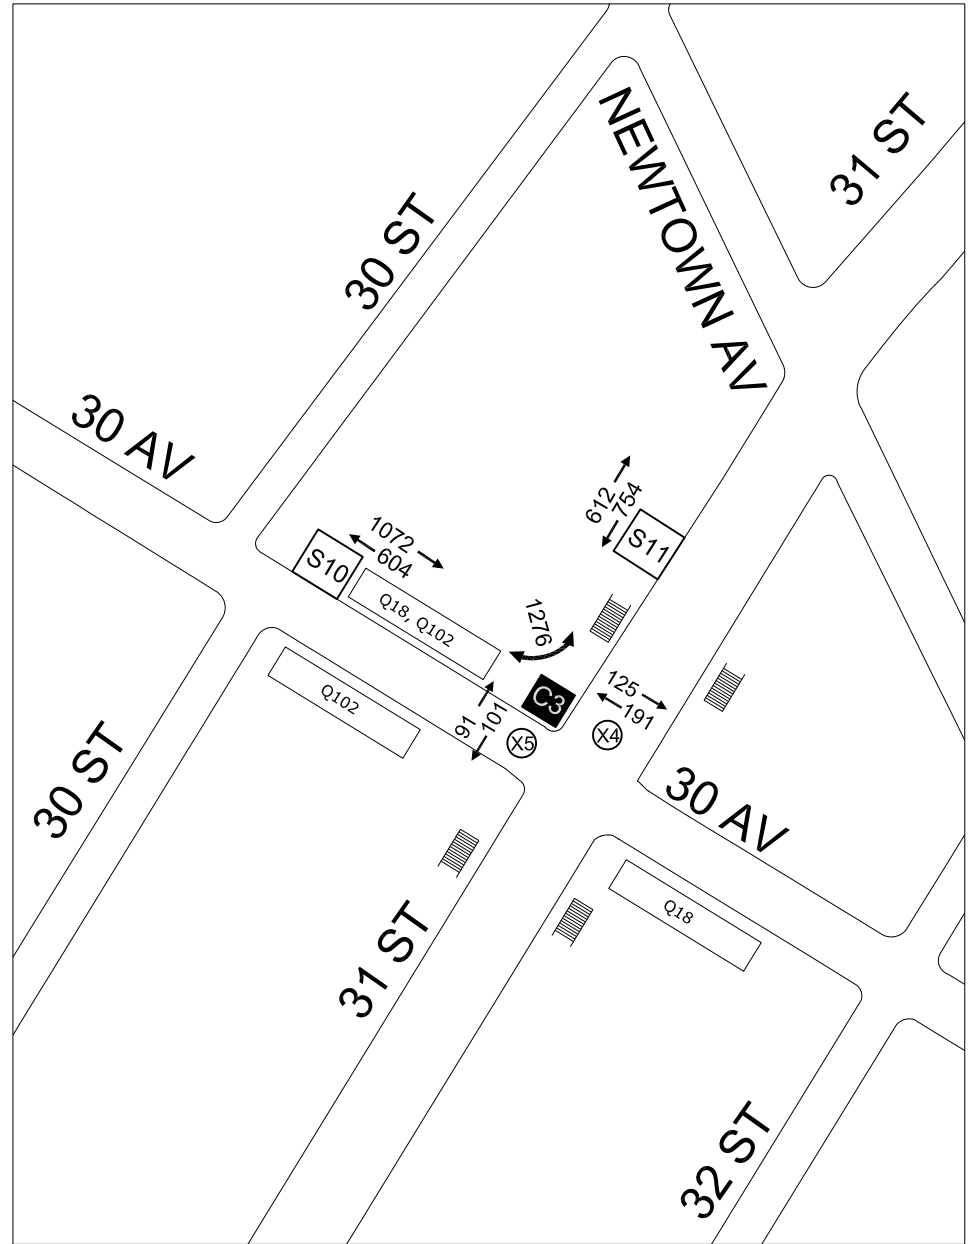 NEWTOWN AV
31 ST
30 ST
30 AV
612
754
S11
1072
604
S10
Q18, Q102
1276
Q102
C3
125
191
91
101
X5
X4
30 ST
30 AV
Q18
31 ST
32 ST